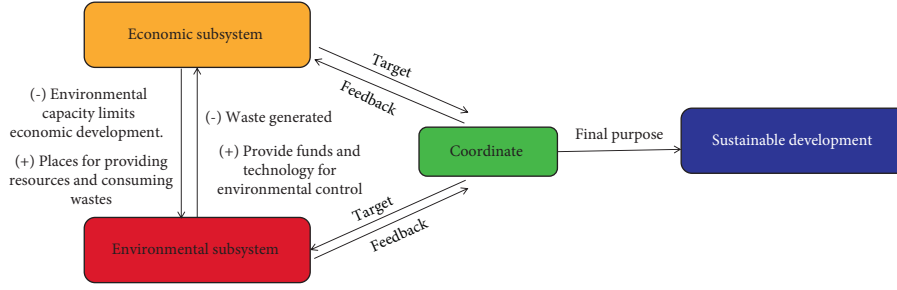 Economic subsystem
(-) Environmental
capacity limits
economic development.
(+) Places for providing
resources and consuming
wastes
(-) Waste generated
(+) Provide funds and
technology for
environmental control
Environmental subsystem
Target
Feedback
Coordinate
Target
Feedback
Final purpose
Sustainable development